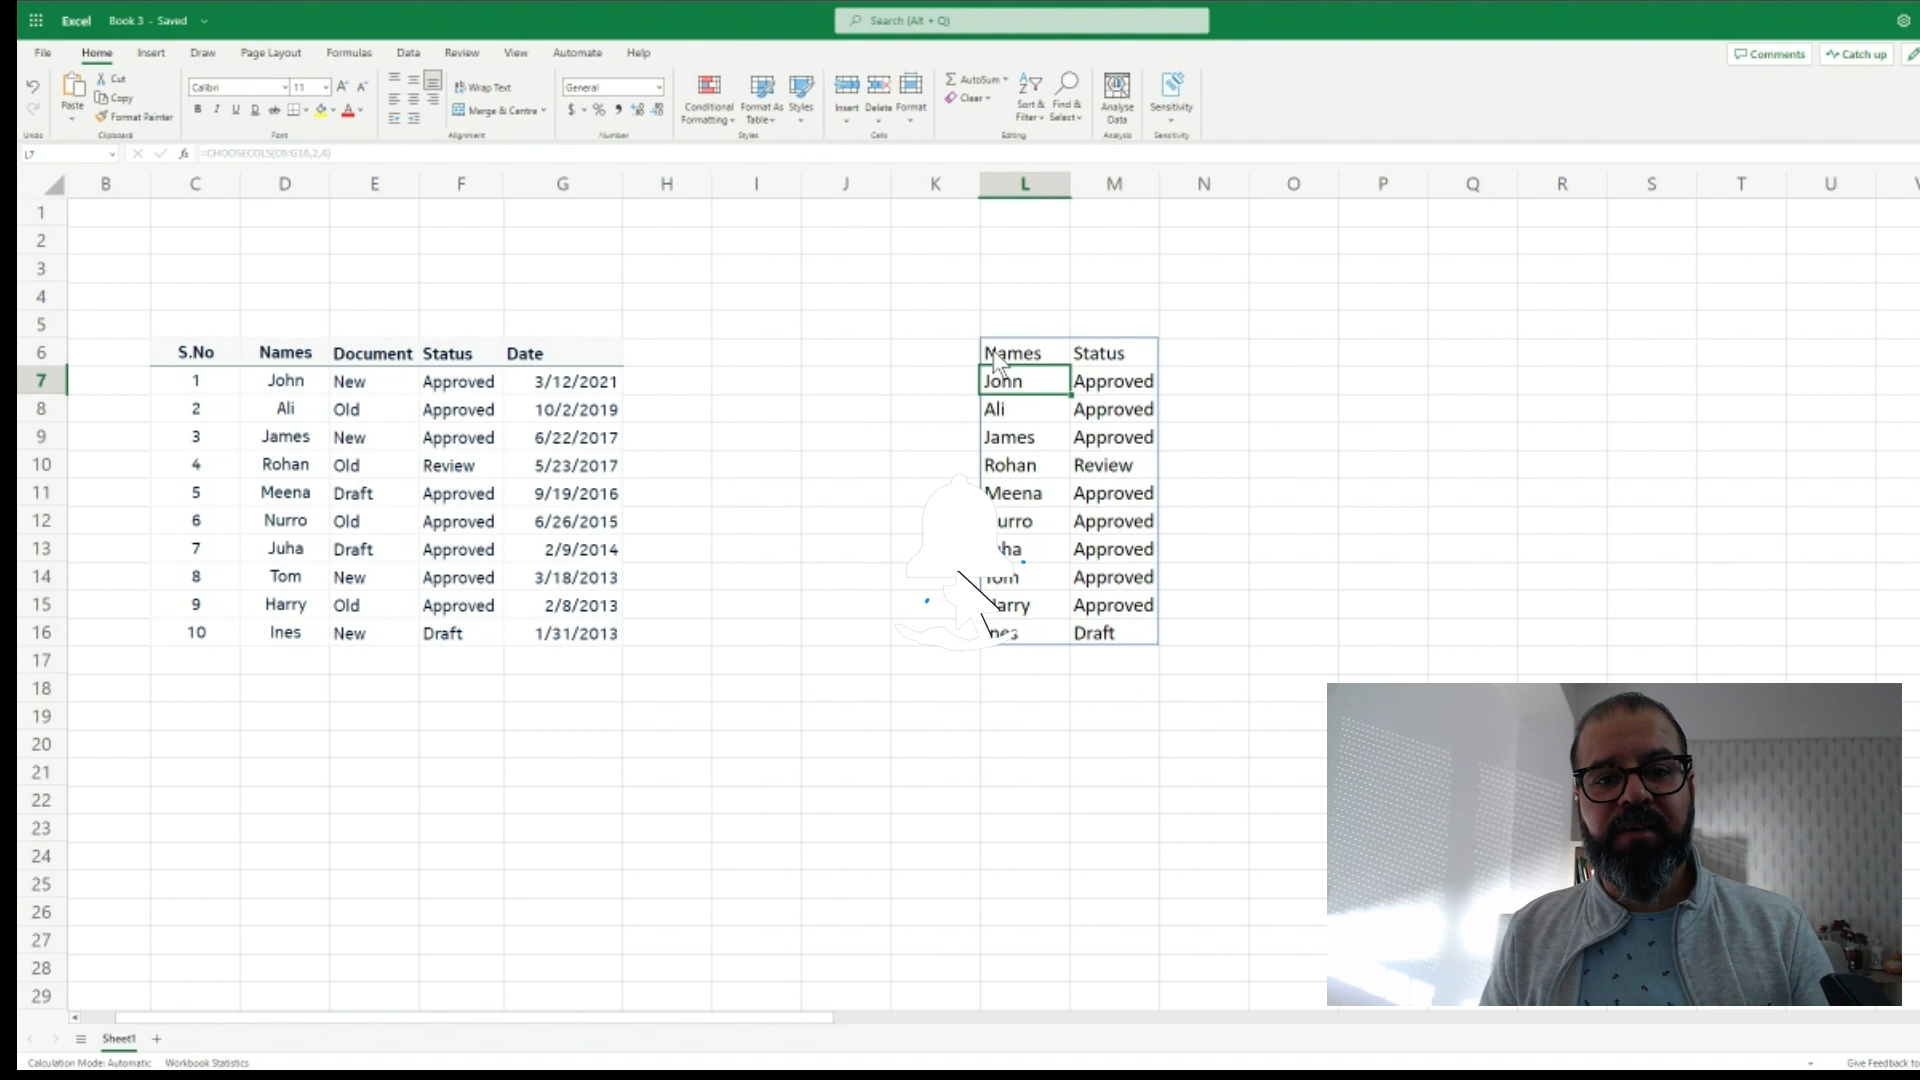 Excel Book 3 - Saved
Search (Alt + Q)
File Home Insert Draw Page Layout Formulas Data Review View Automate Help
Comments Catch up
Paste Cut Copy Format Painter
Calibri 11
B I U D ab A
Wrap Text
Merge & Centre
General
$ % 9
Conditional Formatting Format As Table Styles
Insert Delete Format
AutoSum Clear
Sort & Filter Find & Select
Analyse Data
Sensitivity
Undo Clipboard Font Alignment Number Styles Cells Editing Analysis Sensitivity
L7 fx =CHOOSECOLS(C6:G16,2,4)
B C D E F G H I J K L M N O P Q R S T U V
1
2
3
4
5
6 S.No Names Document Status Date Names Status
7 1 John New Approved 3/12/2021 John Approved
8 2 Ali Old Approved 10/2/2019 Ali Approved
9 3 James New Approved 6/22/2017 James Approved
10 4 Rohan Old Review 5/23/2017 Rohan Review
11 5 Meena Draft Approved 9/19/2016 Meena Approved
12 6 Nurro Old Approved 6/26/2015 urro Approved
13 7 Juha Draft Approved 2/9/2014 ha Approved
14 8 Tom New Approved 3/18/2013 Tom Approved
15 9 Harry Old Approved 2/8/2013 Harry Approved
16 10 Ines New Draft 1/31/2013 Ines Draft
17
18
19
20
21
22
23
24
25
26
27
28
29
Sheet1
Calculation Mode: Automatic Workbook Statistics Give Feedback to